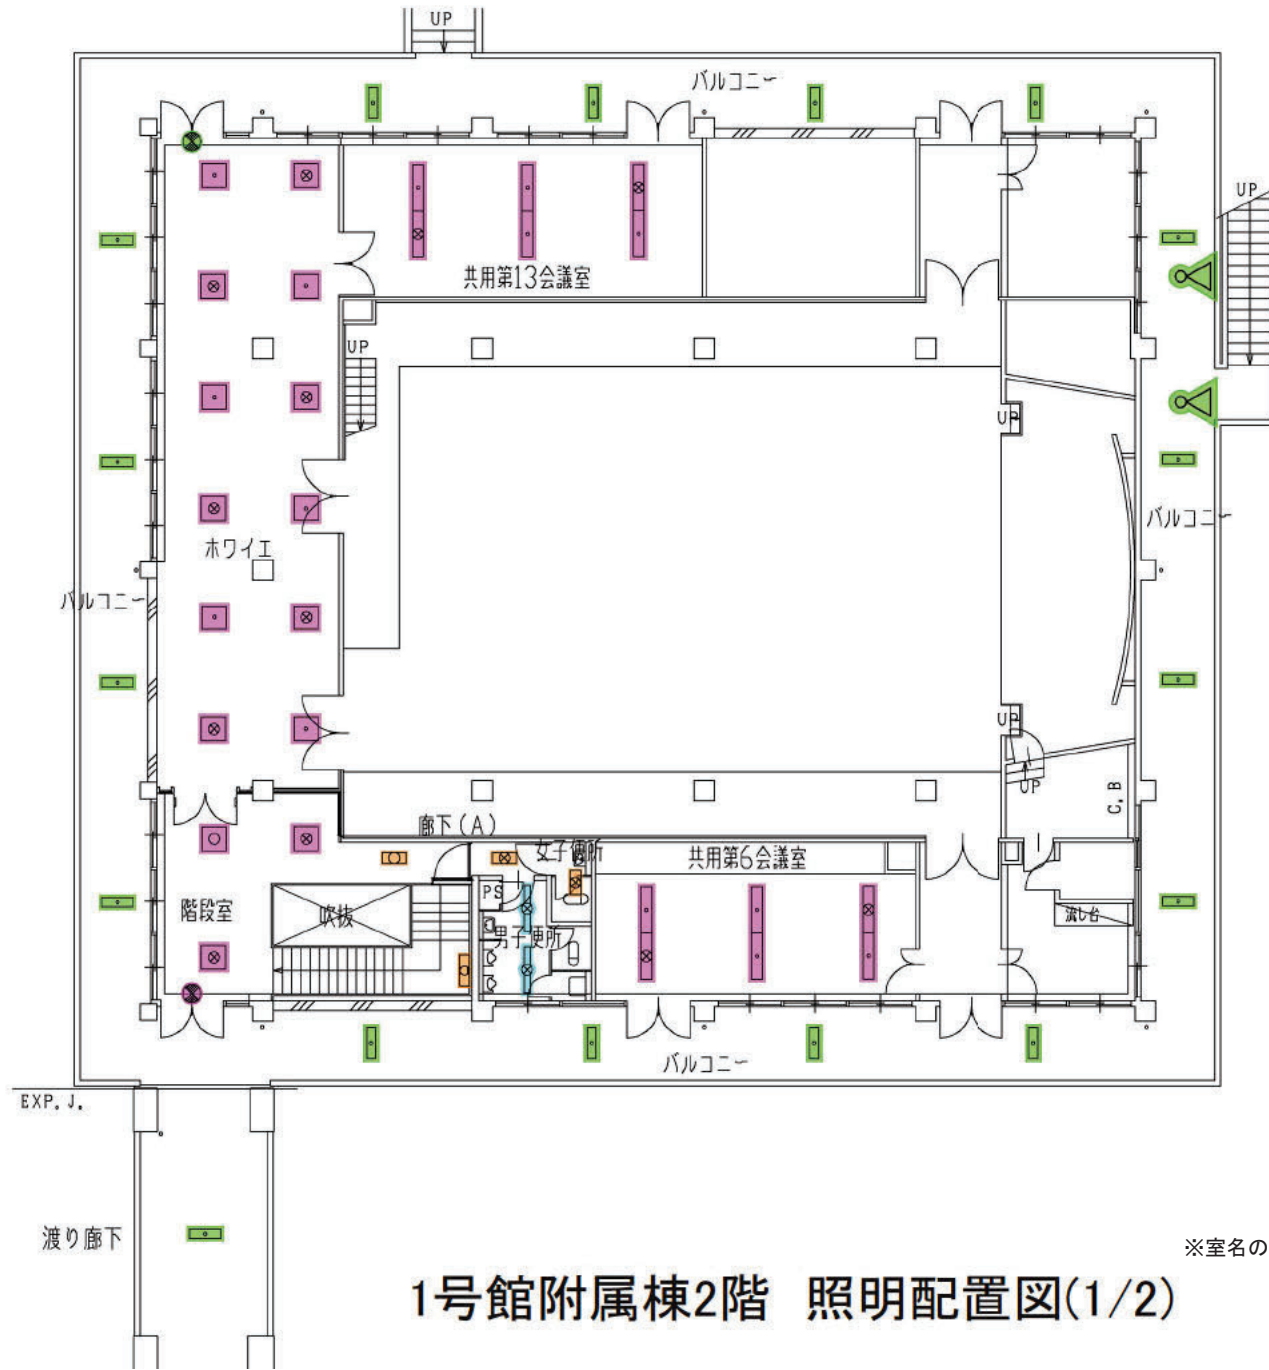 UP
バルコニー
UP
共用第13会議室
UP
UP
バルコニー
ホワイエ
バルコニー
UP
UP
C.B
廊下(A)
女子便所
共用第6会議室
PS
階段室
吹抜
男子便所
流し台
バルコニー
EXP.J.
渡り廊下
※室名の
1号館附属棟2階 照明配置図(1/2)